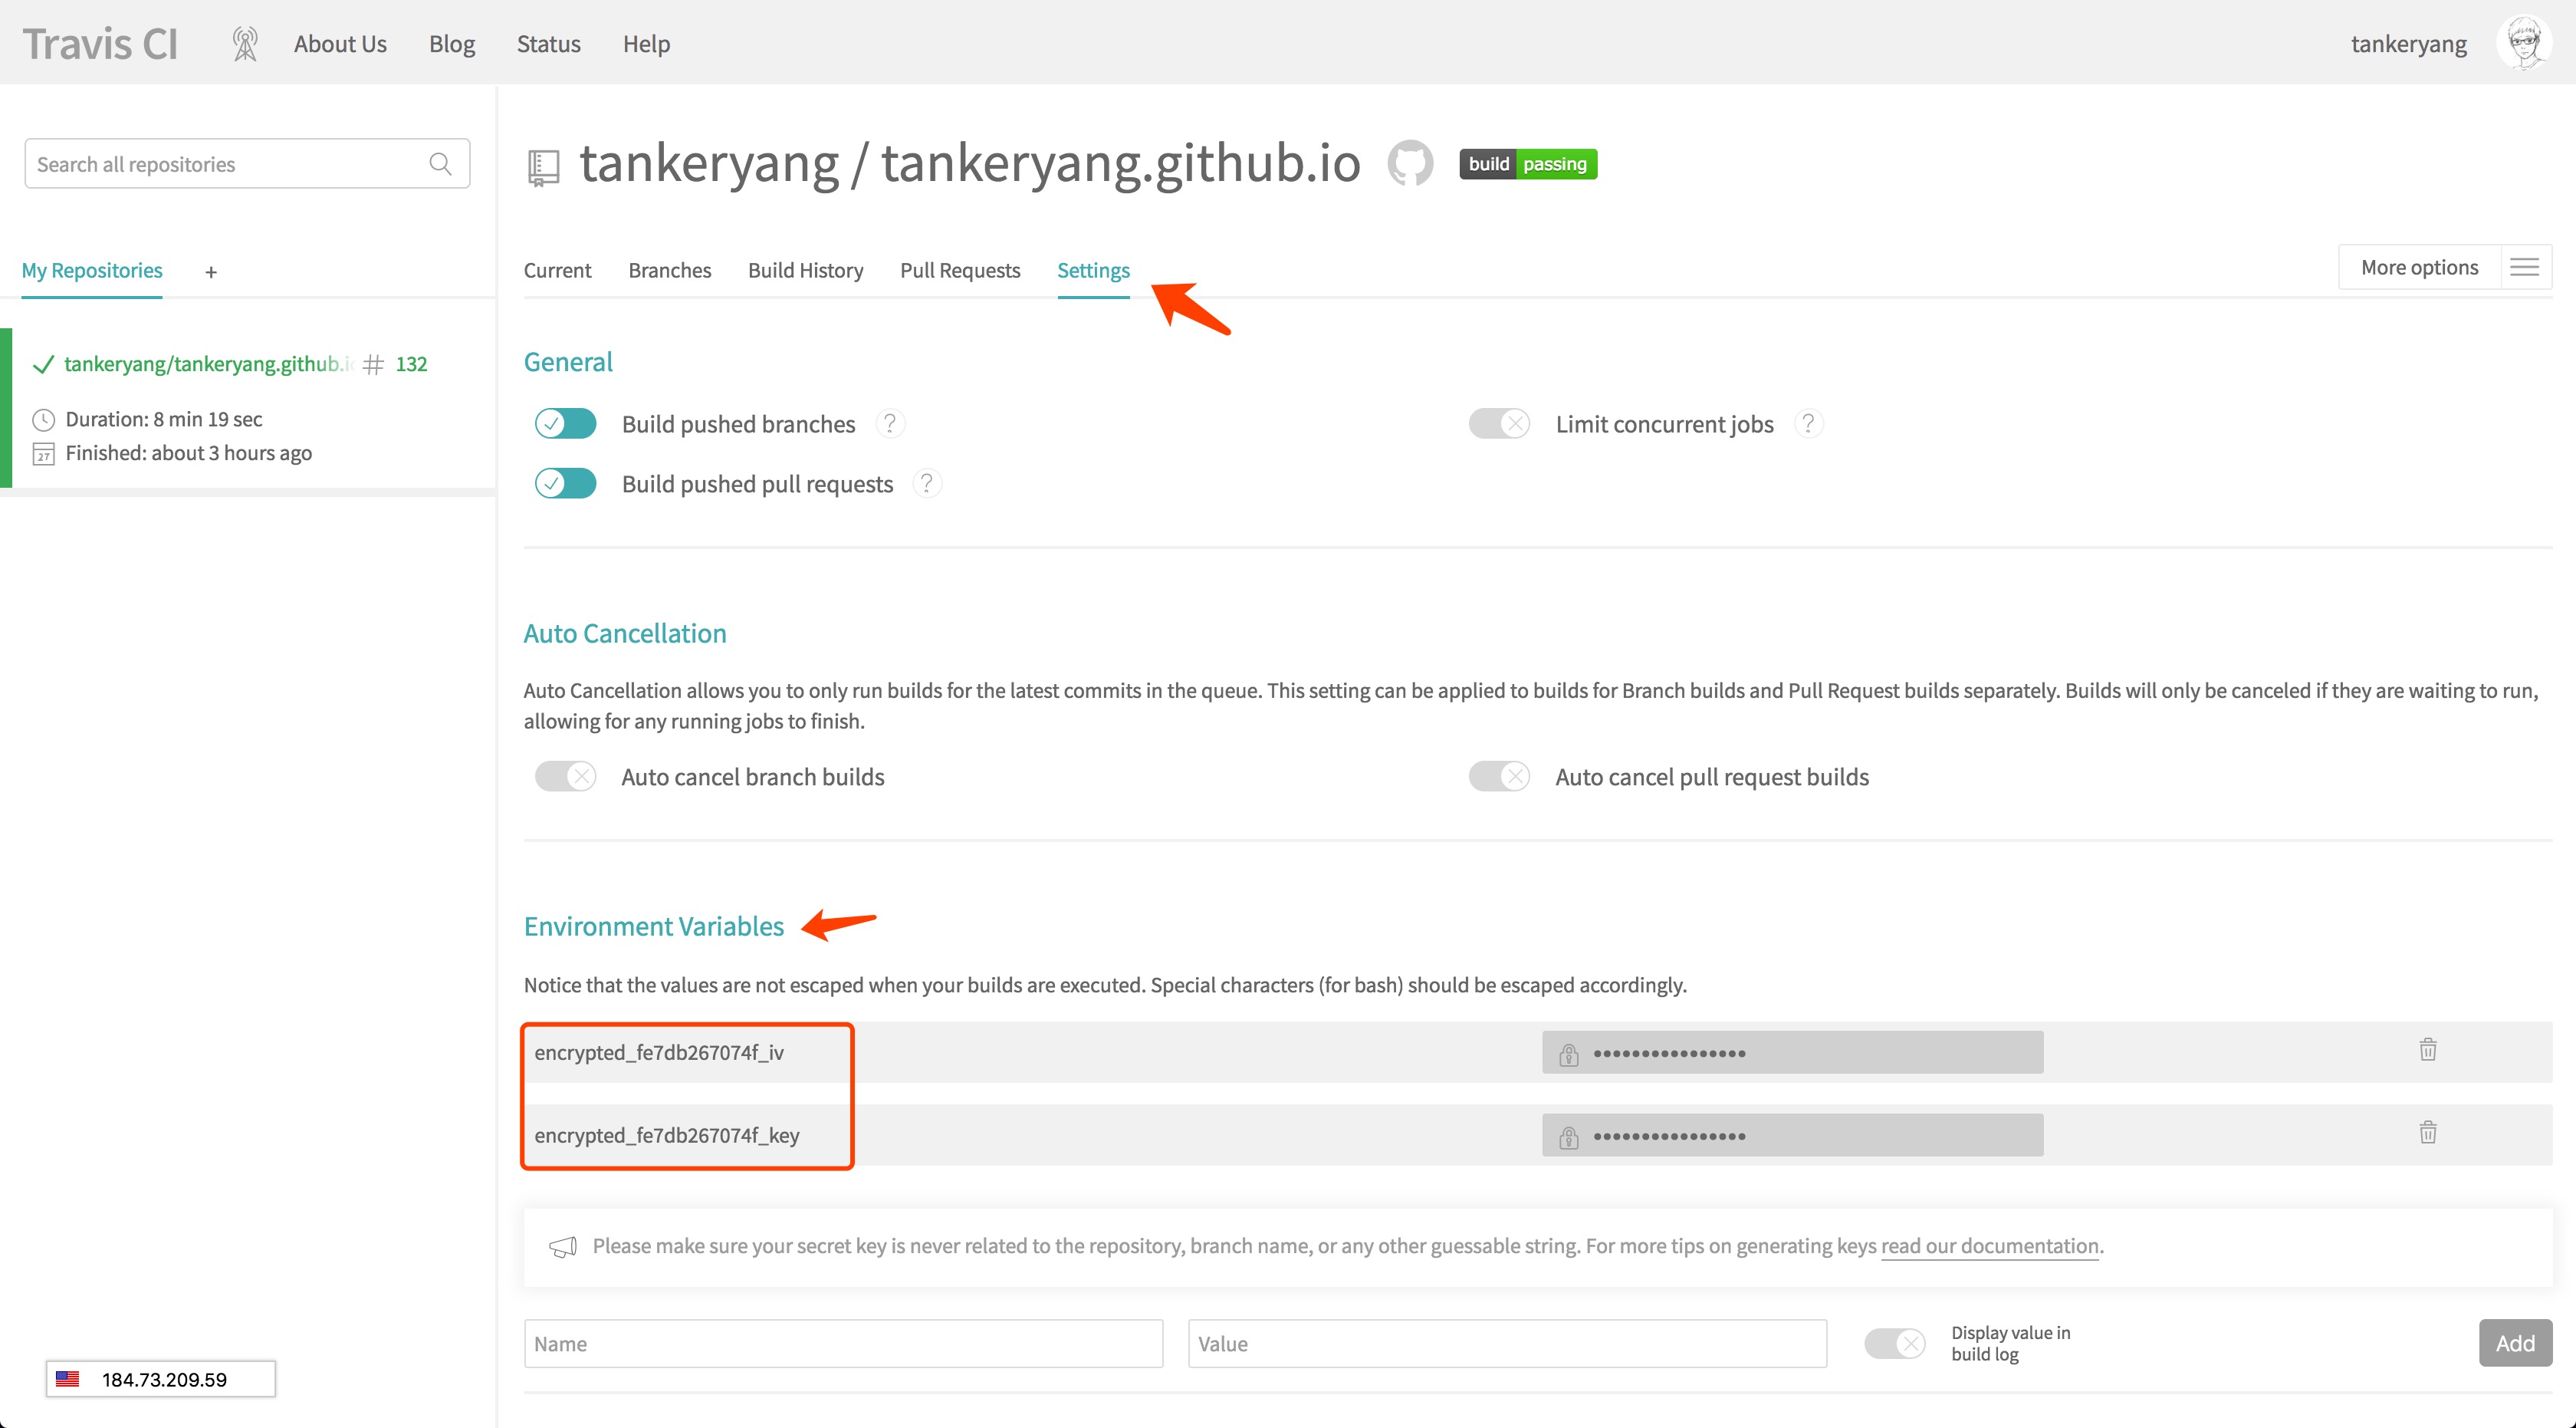 Travis CI
About Us
Blog
Status
Help
tankeryang
Search all repositories
My Repositories
+
tankeryang/tankeryang.github.io # 132
Duration: 8 min 19 sec
27
Finished: about 3 hours ago
tankeryang / tankeryang.github.io
build passing
Current
Branches
Build History
Pull Requests
Settings
More options
General
Build pushed branches
?
Limit concurrent jobs
?
Build pushed pull requests
?
Auto Cancellation
Auto Cancellation allows you to only run builds for the latest commits in the queue. This setting can be applied to builds for Branch builds and Pull Request builds separately. Builds will only be canceled if they are waiting to run,
allowing for any running jobs to finish.
Auto cancel branch builds
Auto cancel pull request builds
Environment Variables
Notice that the values are not escaped when your builds are executed. Special characters (for bash) should be escaped accordingly.
encrypted_fe7db267074f_iv
••••••••••••••••
encrypted_fe7db267074f_key
••••••••••••••••
Please make sure your secret key is never related to the repository, branch name, or any other guessable string. For more tips on generating keys read our documentation.
Name
Value
Display value in
build log
Add
184.73.209.59